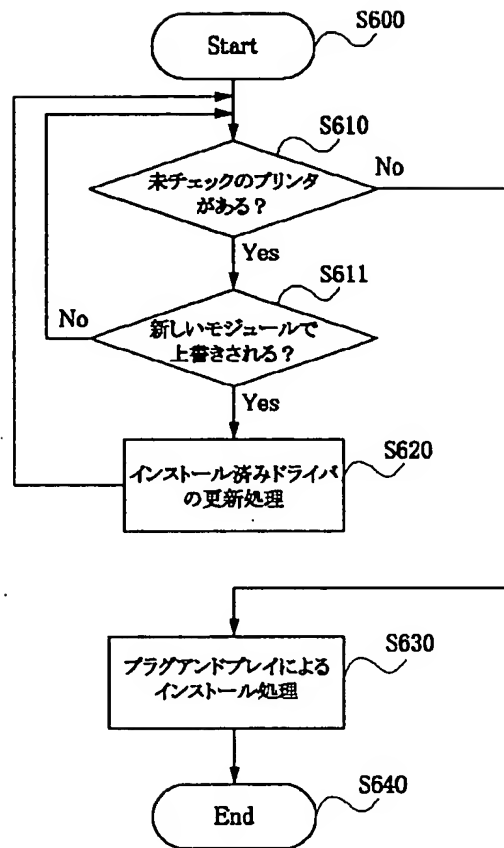 S600
Start
S610
未チェックのプリンタ
がある？
No
Yes
S611
新しいモジュールで
上書きされる？
No
Yes
S620
インストール済みドライバ
の更新処理
S630
プラグアンドプレイによる
インストール処理
S640
End